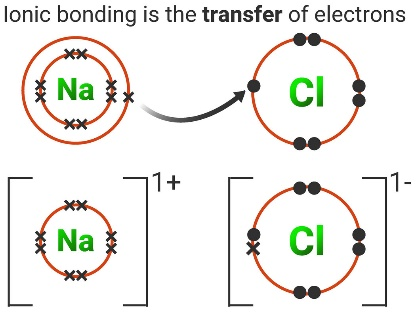 Ionic bonding is the transfer of electrons
Na
Cl
Na
1+
Cl
1-